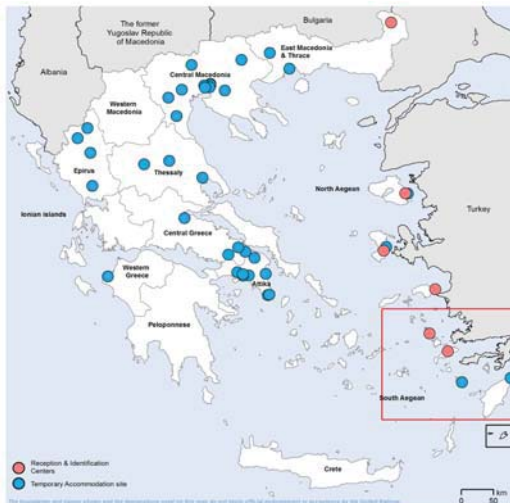 The former
Yugoslav Republic
of Macedonia
Bulgaria
Albania
East Macedonia
& Thrace
Central Macedonia
Western
Macedonia
Epirus
Thessaly
North Aegean
Turkey
Ionian islands
Central Greece
Western
Greece
Attika
Peloponnese
South Aegean
Crete
Reception & Identification
Centers
Temporary Accommodation site
50
km